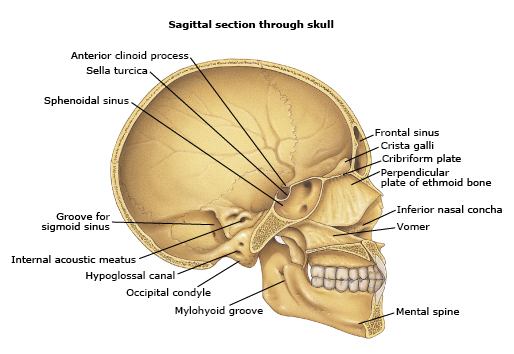 Sagittal section through skull
Anterior clinoid process
Sella turcica
Sphenoidal sinus
Groove for
sigmoid sinus
Internal acoustic meatus
Hypoglossal canal
Occipital condyle
Mylohyoid groove
Frontal sinus
Crista galli
Cribriform plate
Perpendicular
plate of ethmoid bone
Inferior nasal concha
Vomer
Mental spine